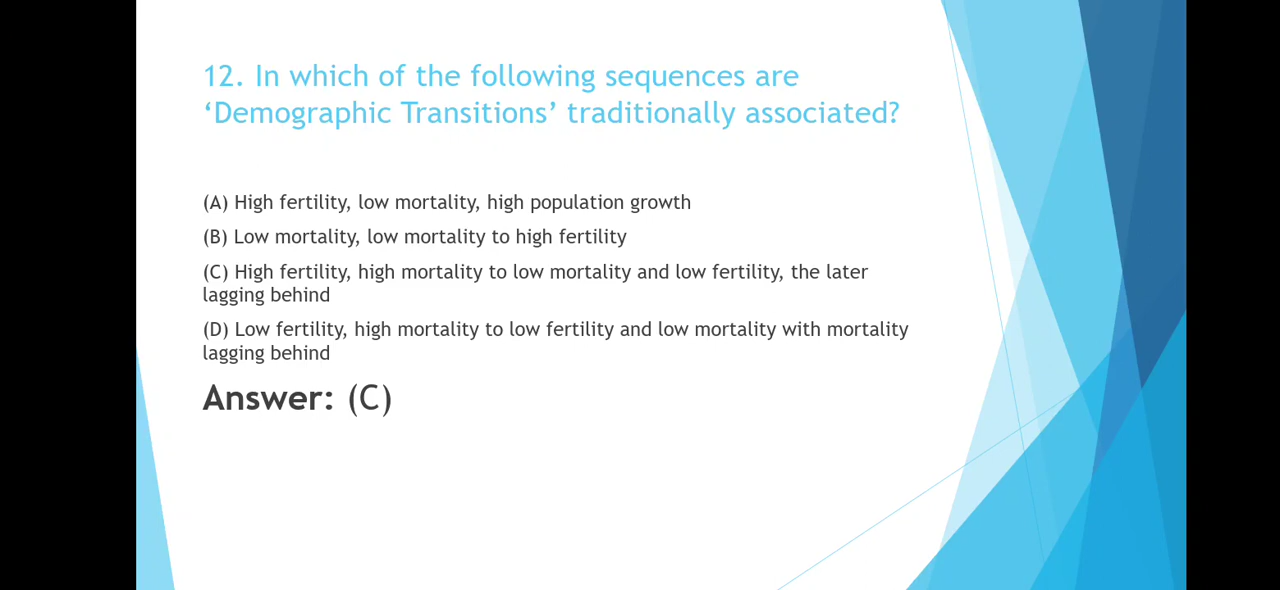 12. In which of the following sequences are
‘Demographic Transitions’ traditionally associated?
(A) High fertility, low mortality, high population growth
(B) Low mortality, low mortality to high fertility
(C) High fertility, high mortality to low mortality and low fertility, the later
lagging behind
(D) Low fertility, high mortality to low fertility and low mortality with mortality
lagging behind
Answer: (C)